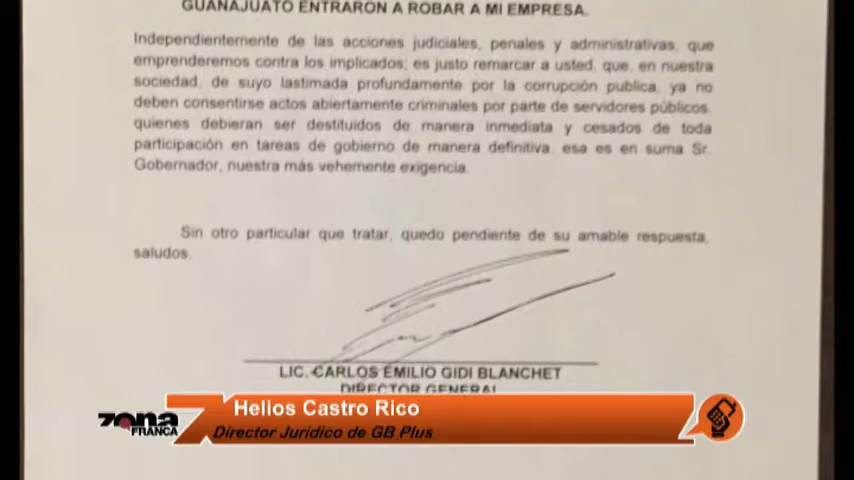 GUANAJUATO ENTRARON A ROBAR A MI EMPRESA.
Independientemente de las acciones judiciales, penales y administrativas, que
emprenderemos contra los implicados; es justo remarcar a usted, que, en nuestra
sociedad, de suyo lastimada profundamente por la corrupción publica, ya no
deben consentirse actos abiertamente criminales por parte de servidores públicos,
quienes debieran ser destituidos de manera inmediata y cesados de toda
participación en tareas de gobierno de manera definitiva, esa es en suma Sr.
Gobernador, nuestra más vehemente exigencia.
Sin otro particular que tratar, quedo pendiente de su amable respuesta,
saludos.
LIC. CARLOS EMILIO GIDI BLANCHET
DIRECTOR GENERAL
Helios Castro Rico
Director Jurídico de GB Plus
zona
FRANCA